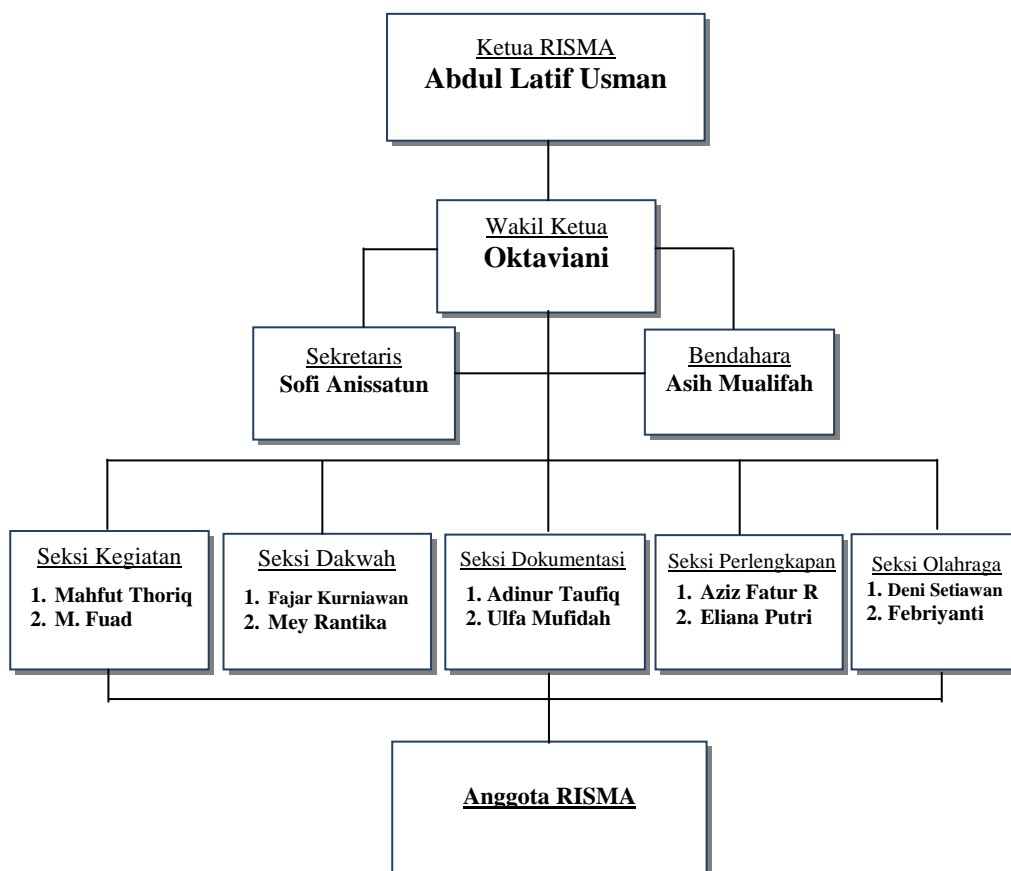 Ketua RISMA
Abdul Latif Usman
Wakil Ketua
Oktaviani
Sekretaris
Sofi Anissatun
Bendahara
Asih Mualifah
Seksi Kegiatan
1. Mahfut Thoriq
2. M. Fuad
Seksi Dakwah
1. Fajar Kurniawan
2. Mey Rantika
Seksi Dokumentasi
1. Adinur Taufiq
2. Ulfa Mufidah
Seksi Perlengkapan
1. Aziz Fatur R
2. Eliana Putri
Seksi Olahraga
1. Deni Setiawan
2. Febriyanti
Anggota RISMA